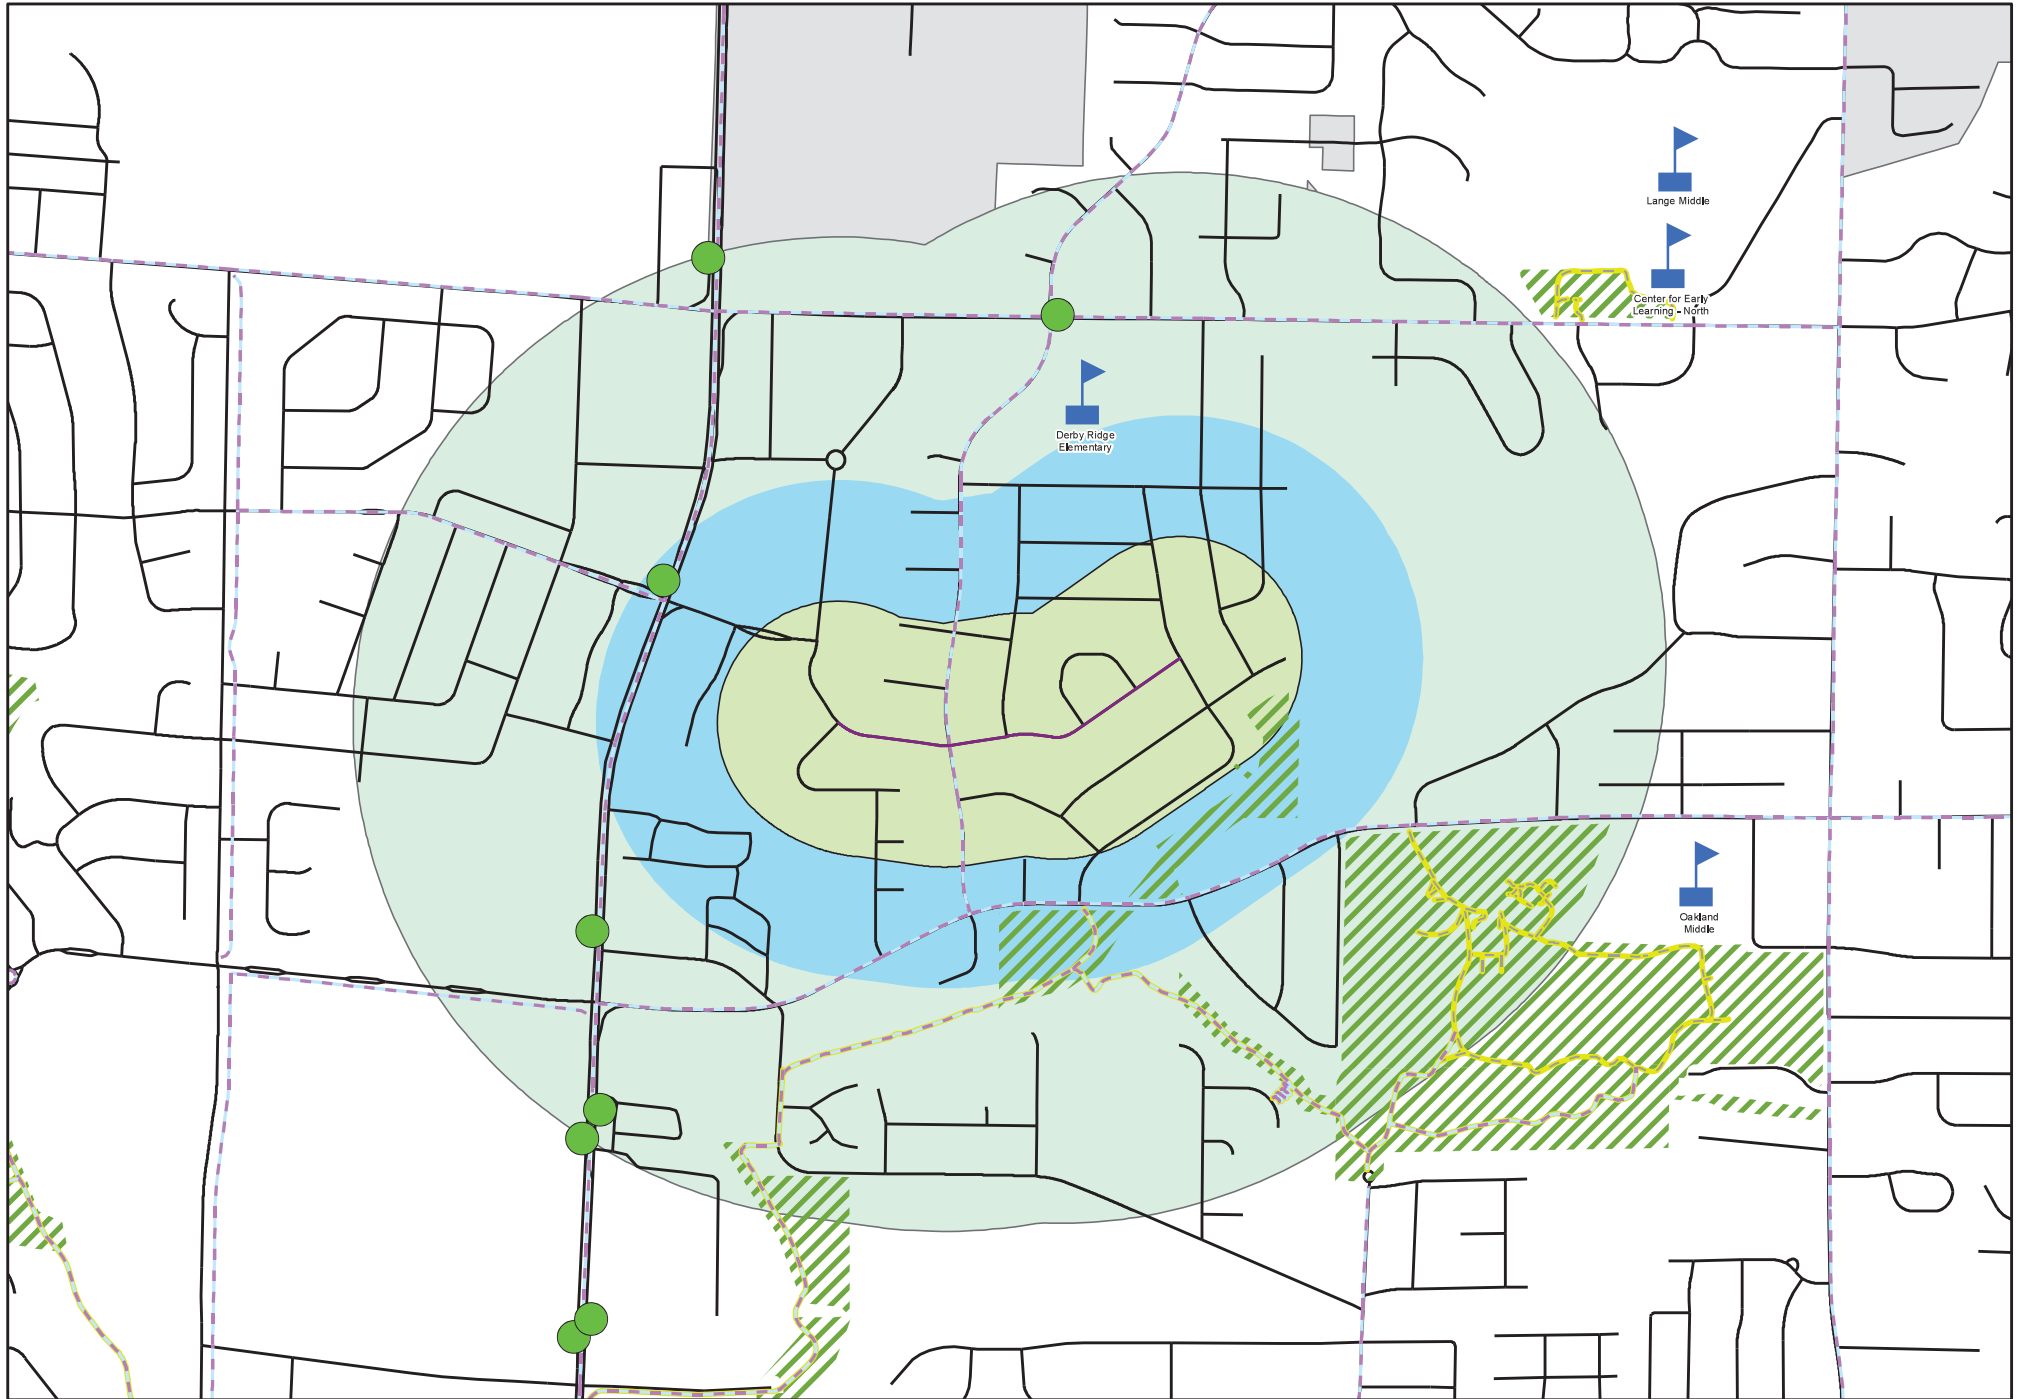 Lange Middle
Center for Early
Learning - North
Derby Ridge
Elementary
Oakland
Middle